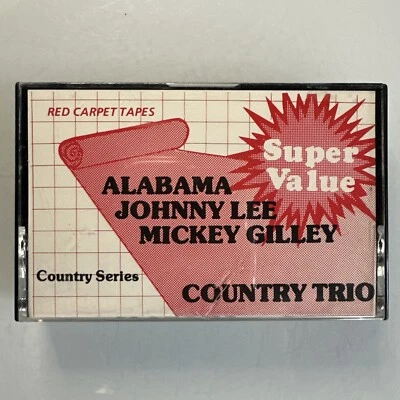 RED CARPET TAPES
Super
Value
ALABAMA
JOHNNY LEE
MICKEY GILLEY
Country Series
COUNTRY TRIO